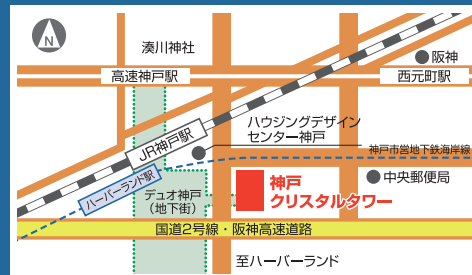 N
湊川神社
阪神
高速神戸駅
西元町駅
ハウジングデザイン
センター神戸
JR神戸駅
神戸市営地下鉄海岸線
ハーバーランド駅
中央郵便局
デュオ神戸
(地下街)
神戸
クリスタルタワー
国道2号線・阪神高速道路
至ハーバーランド